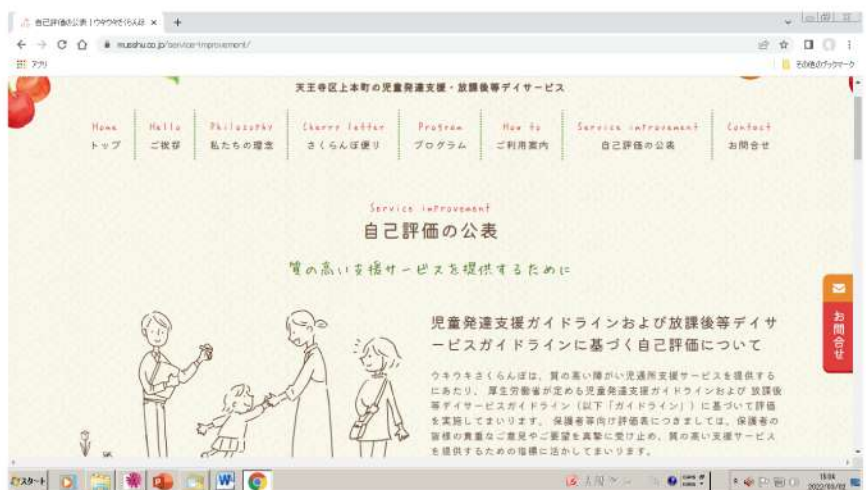 自己評価の公表 | ウキウキさくらんぼ
musshu.co.jp/service-improvement/
アプリ
その他のブックマーク
天王寺区上本町の児童発達支援・放課後等デイサービス
Home Hello Philosophy Cherry letter Program How to Service improvement Contact
トップ ご挨拶 私たちの理念 さくらんぼ便り プログラム ご利用案内 自己評価の公表 お問合せ
Service improvement
自己評価の公表
質の高い支援サービスを提供するために
お問合せ
児童発達支援ガイドラインおよび放課後等デイサ
ービスガイドラインに基づく自己評価について
ウキウキさくらんぼは、質の高い障がい児通所支援サービスを提供する
にあたり、厚生労働省が定める児童発達支援ガイドラインおよび 放課後
等デイサービスガイドライン（以下「ガイドライン」）に基づいて評価
を実施してまいります。 保護者等向け評価表につきましては、保護者の
皆様の貴重なご意見やご要望を真摯に受け止め、質の高い支援サービス
を提供するための指標に活かしてまいります。
スタート
CAPS
KANA
2022/09/02